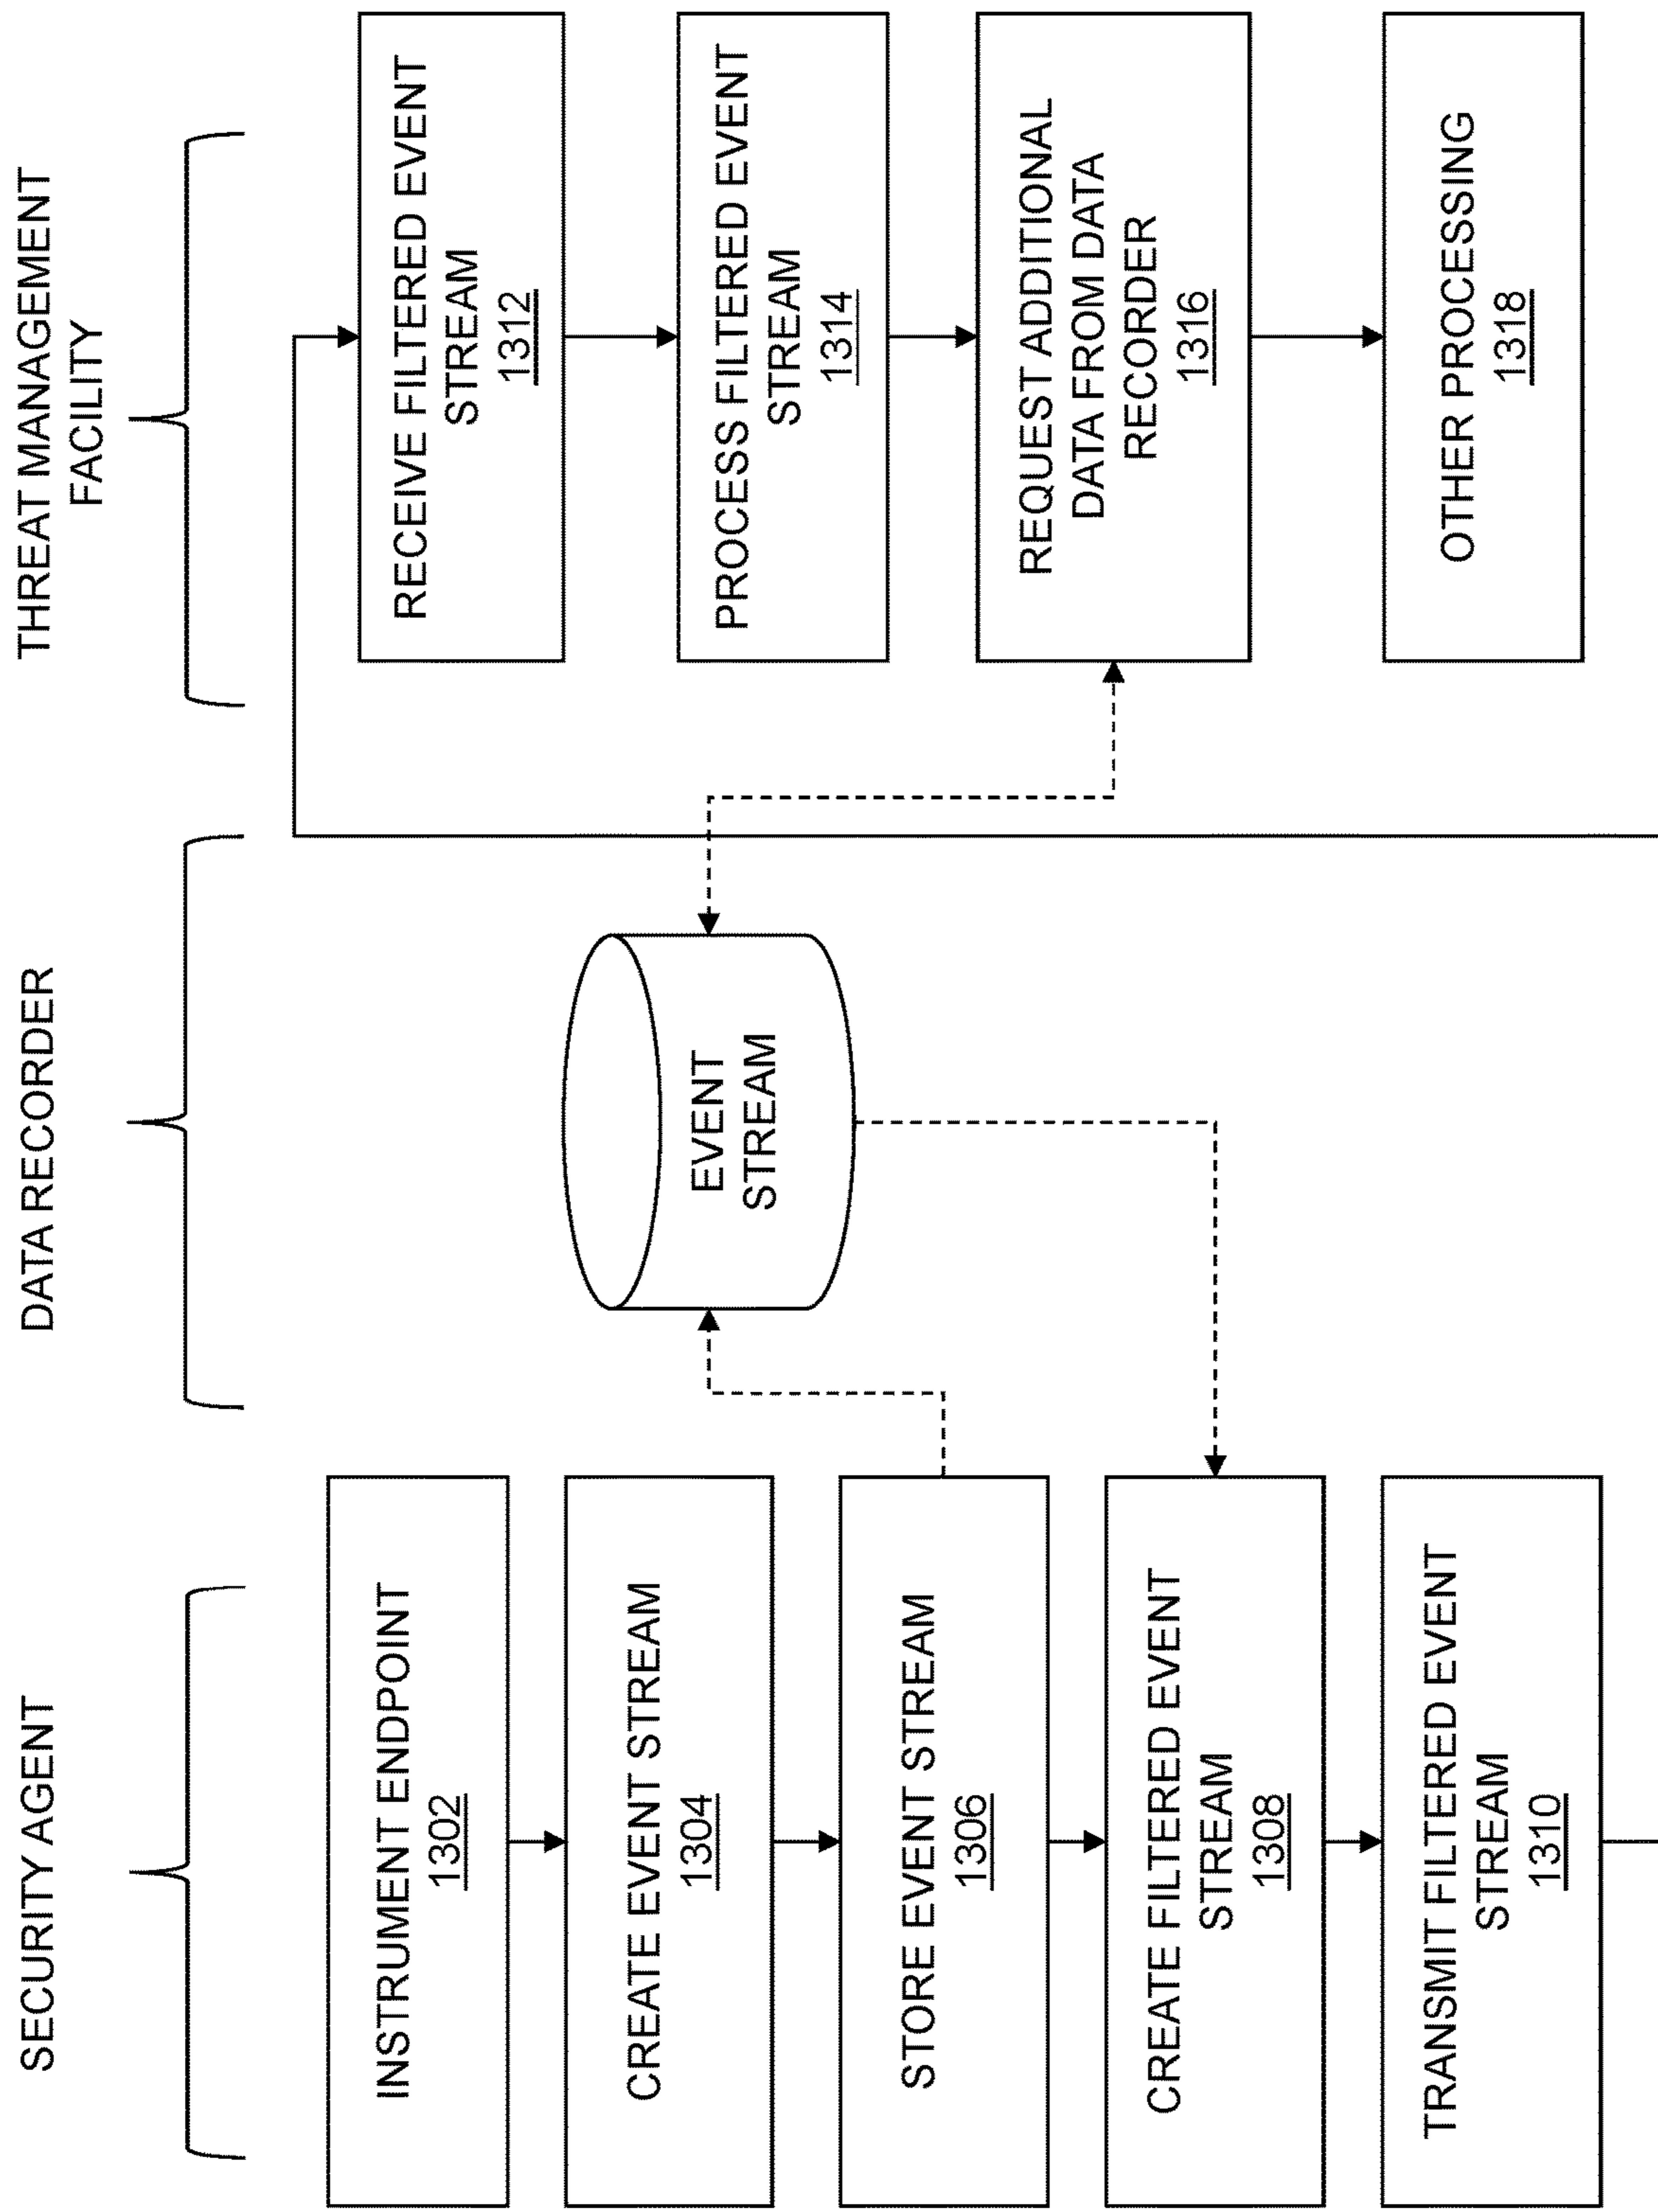 SECURITY AGENT
INSTRUMENT ENDPOINT
1302
CREATE EVENT STREAM
1304
STORE EVENT STREAM
1306
CREATE FILTERED EVENT
STREAM
1308
TRANSMIT FILTERED EVENT
STREAM
1310
DATA RECORDER
EVENT
STREAM
THREAT MANAGEMENT
FACILITY
RECEIVE FILTERED EVENT
STREAM
1312
PROCESS FILTERED EVENT
STREAM
1314
REQUEST ADDITIONAL
DATA FROM DATA
RECORDER
1316
OTHER PROCESSING
1318